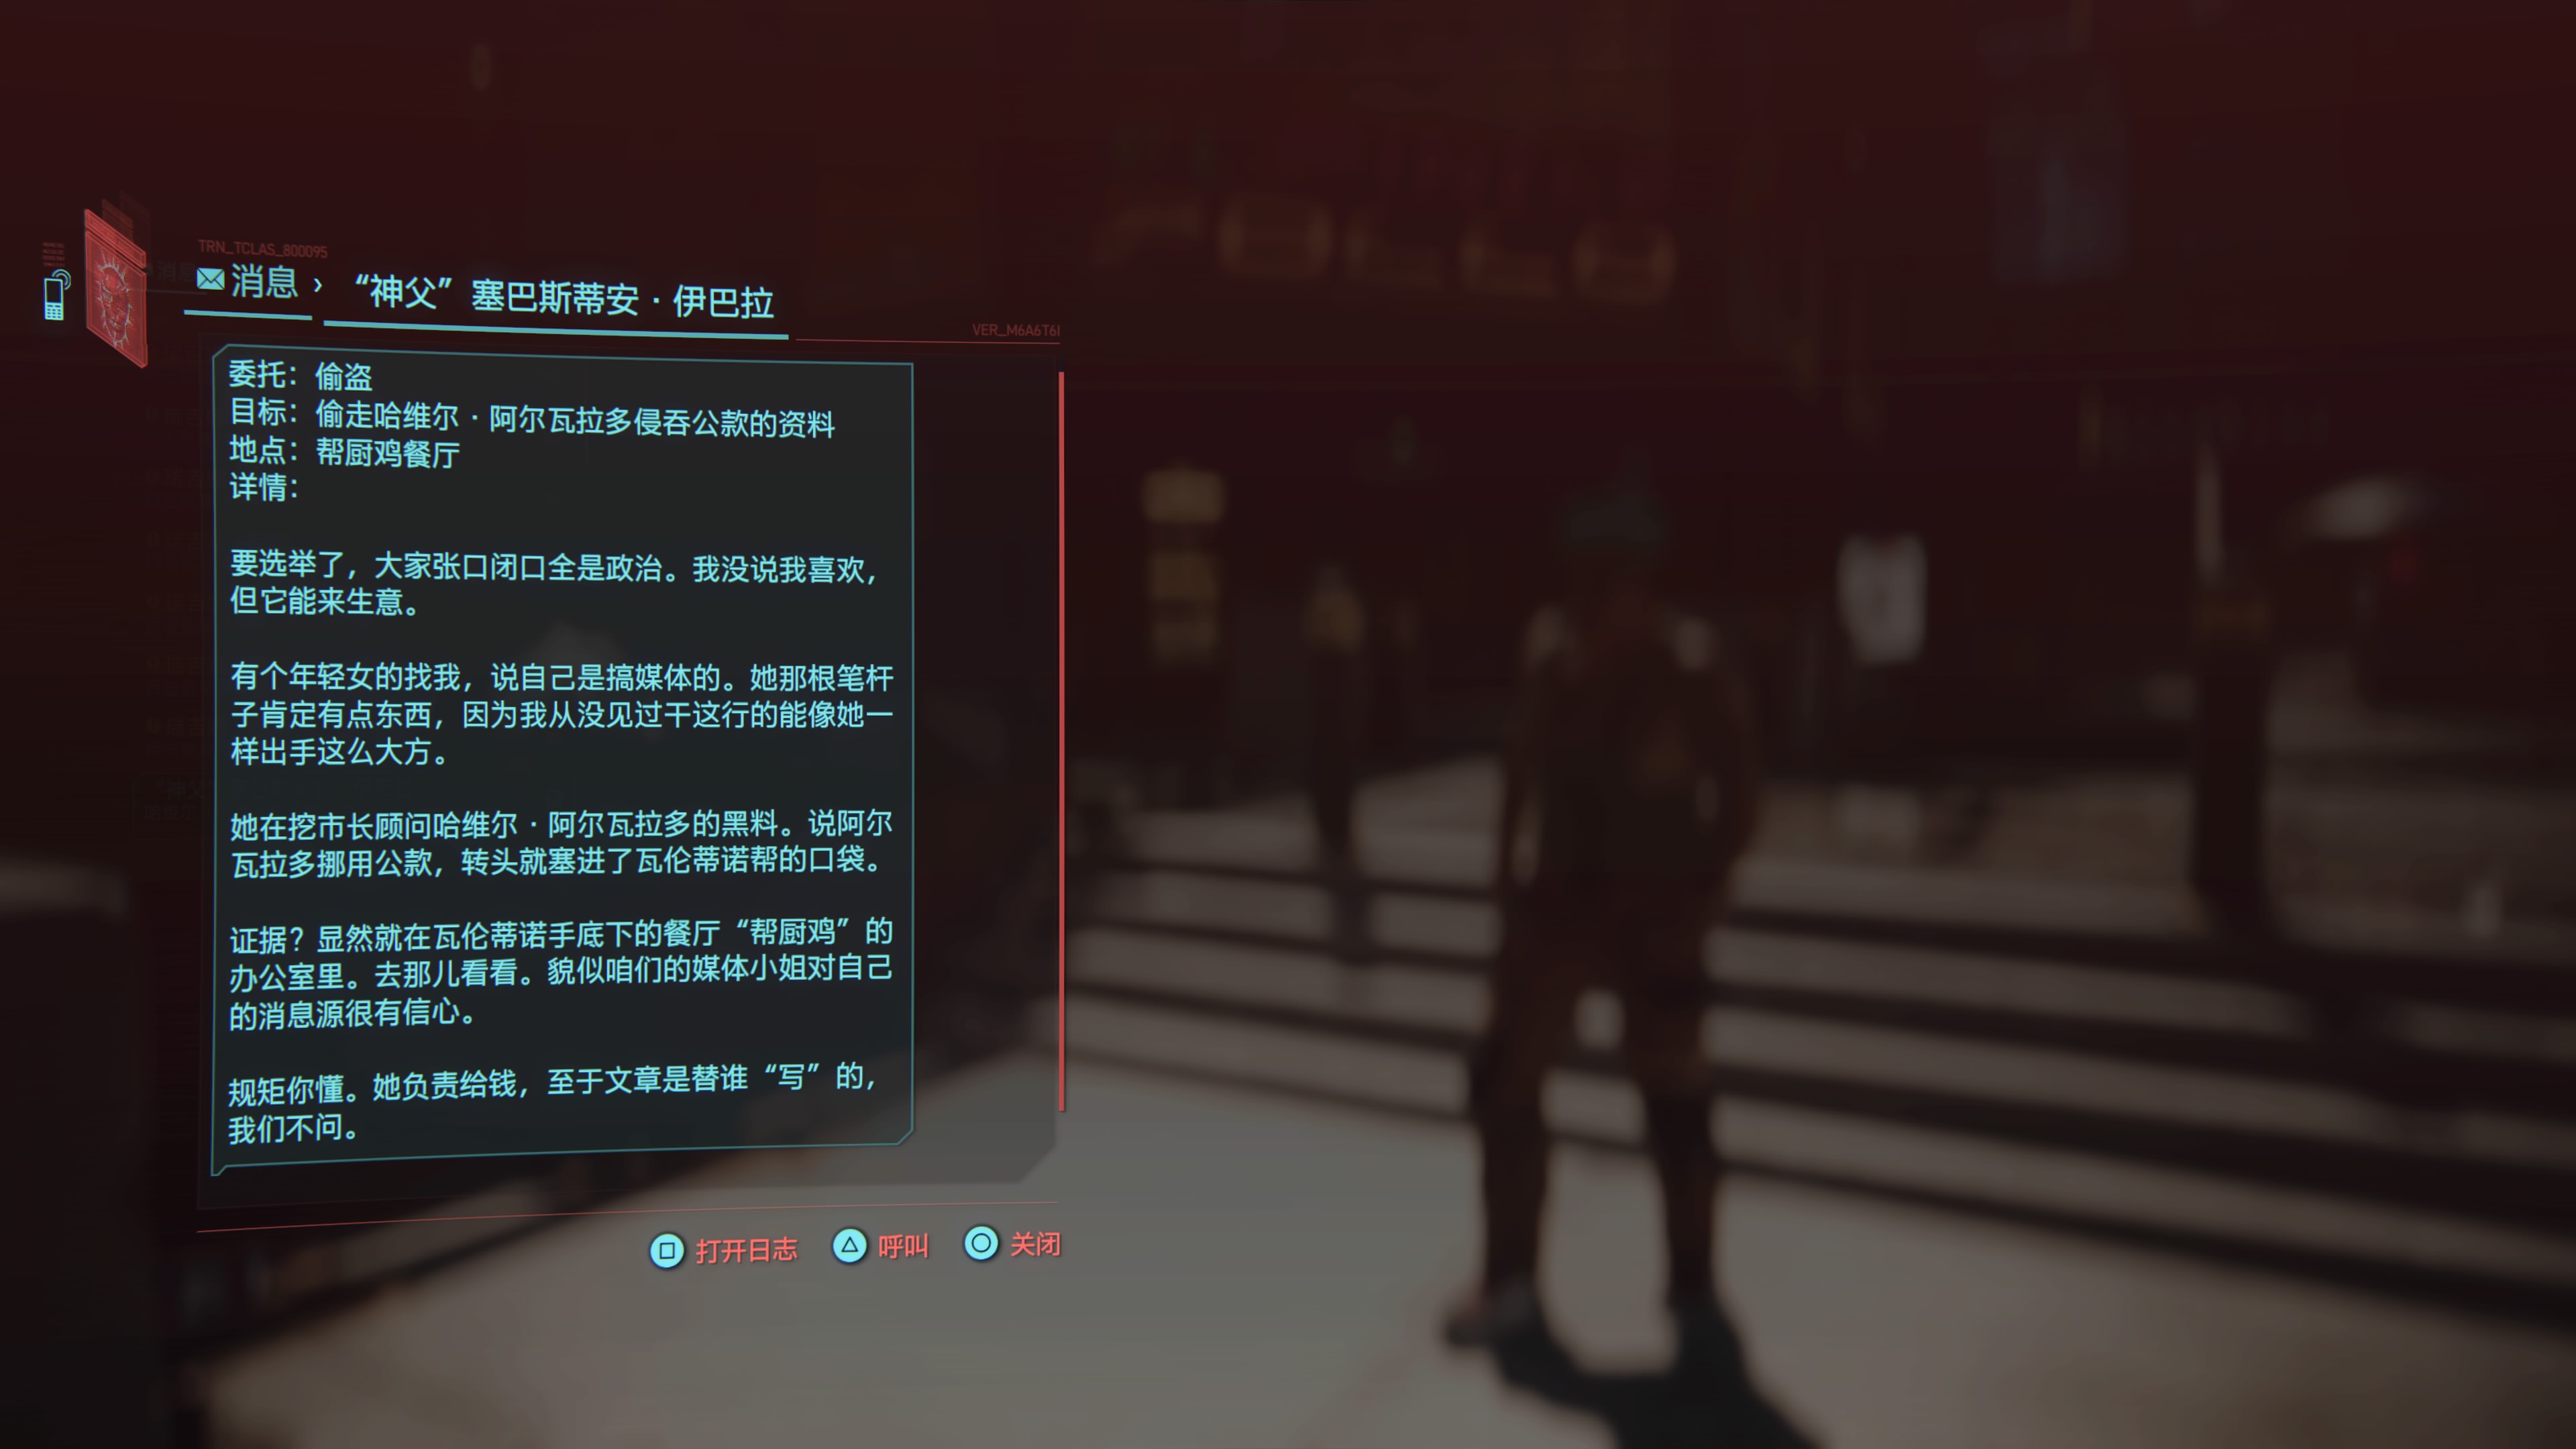 TRN_TCLAS_800095
消息 › “神父”塞巴斯蒂安·伊巴拉
VER_M6A6T6I
委托：偷盗
目标：偷走哈维尔·阿尔瓦拉多侵吞公款的资料
地点：帮厨鸡餐厅
详情：
要选举了，大家张口闭口全是政治。我没说我喜欢，
但它能来生意。
有个年轻女的找我，说自己是搞媒体的。她那根笔杆
子肯定有点东西，因为我从没见过干这行的能像她一
样出手这么大方。
她在挖市长顾问哈维尔·阿尔瓦拉多的黑料。说阿尔
瓦拉多挪用公款，转头就塞进了瓦伦蒂诺帮的口袋。
证据？显然就在瓦伦蒂诺手底下的餐厅“帮厨鸡”的
办公室里。去那儿看看。貌似咱们的媒体小姐对自己
的消息源很有信心。
规矩你懂。她负责给钱，至于文章是替谁“写”的，
我们不问。
打开日志 呼叫 关闭